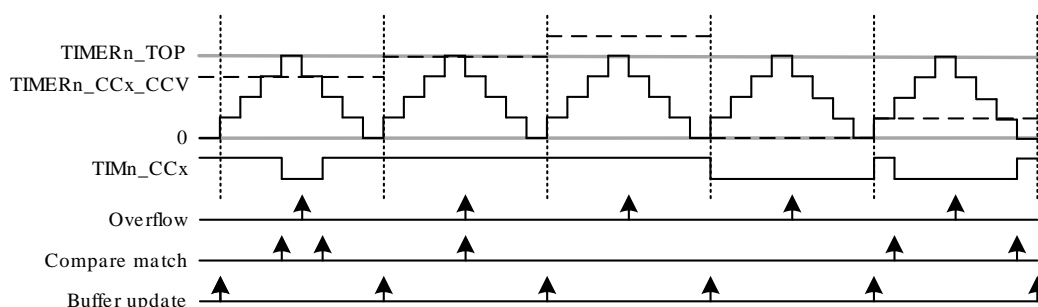 TIMERn_TOP
TIMERn_CCx_CCV
0
TIMn_CCx
Overflow
Compare match
Buffer update